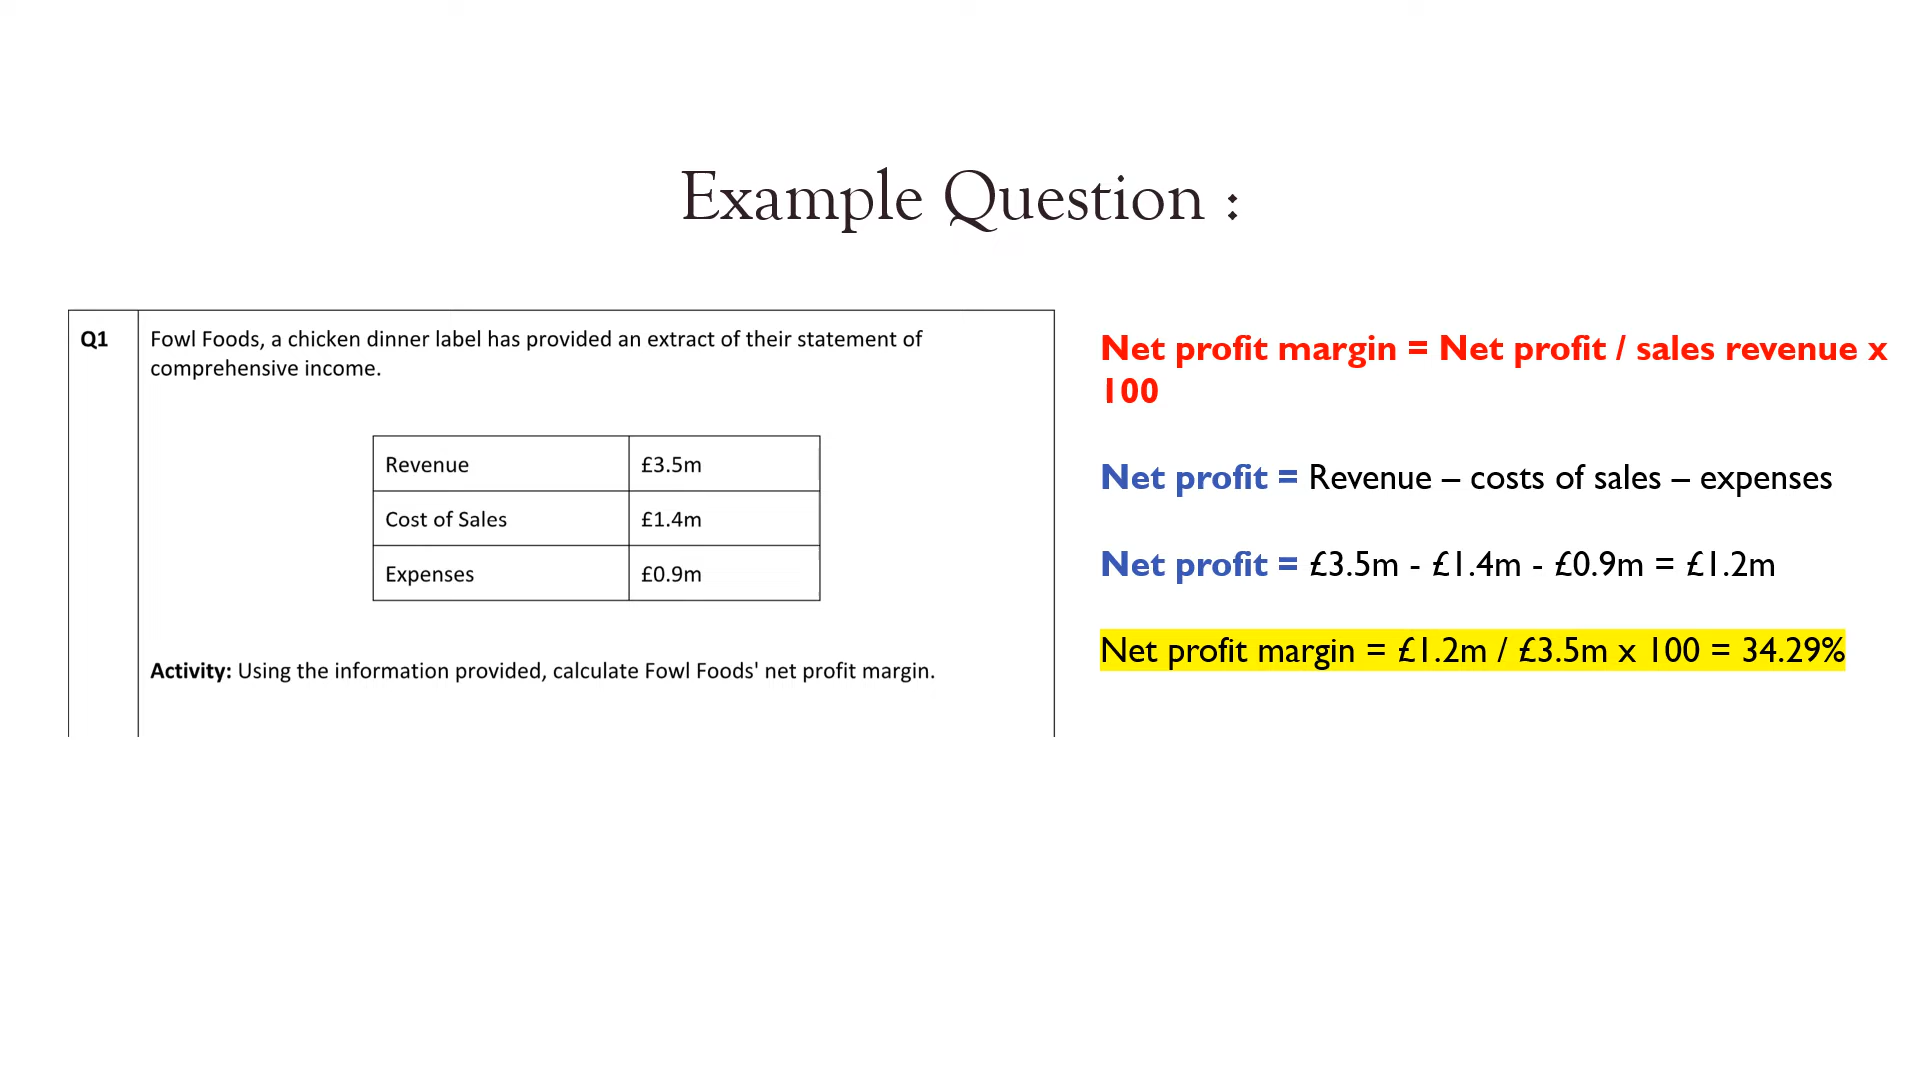 Example Question :
Q1
Fowl Foods, a chicken dinner label has provided an extract of their statement of
comprehensive income.
Revenue £3.5m
Cost of Sales £1.4m
Expenses £0.9m
Activity: Using the information provided, calculate Fowl Foods' net profit margin.
Net profit margin = Net profit / sales revenue x
100
Net profit = Revenue – costs of sales – expenses
Net profit = £3.5m - £1.4m - £0.9m = £1.2m
Net profit margin = £1.2m / £3.5m x 100 = 34.29%